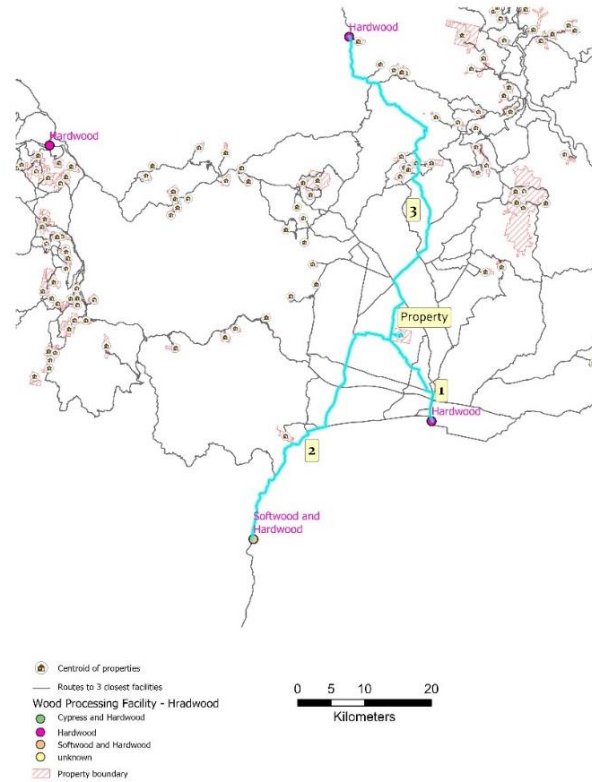 Hardwood
Hardwood
3
Property
1
Hardwood
2
Softwood and
Hardwood
Centroid of properties
Routes to 3 closest facilities
Wood Processing Facility - Hradwood
Cypress and Hardwood
Hardwood
Softwood and Hardwood
unknown
Property boundary
0 5 10 20
Kilometers